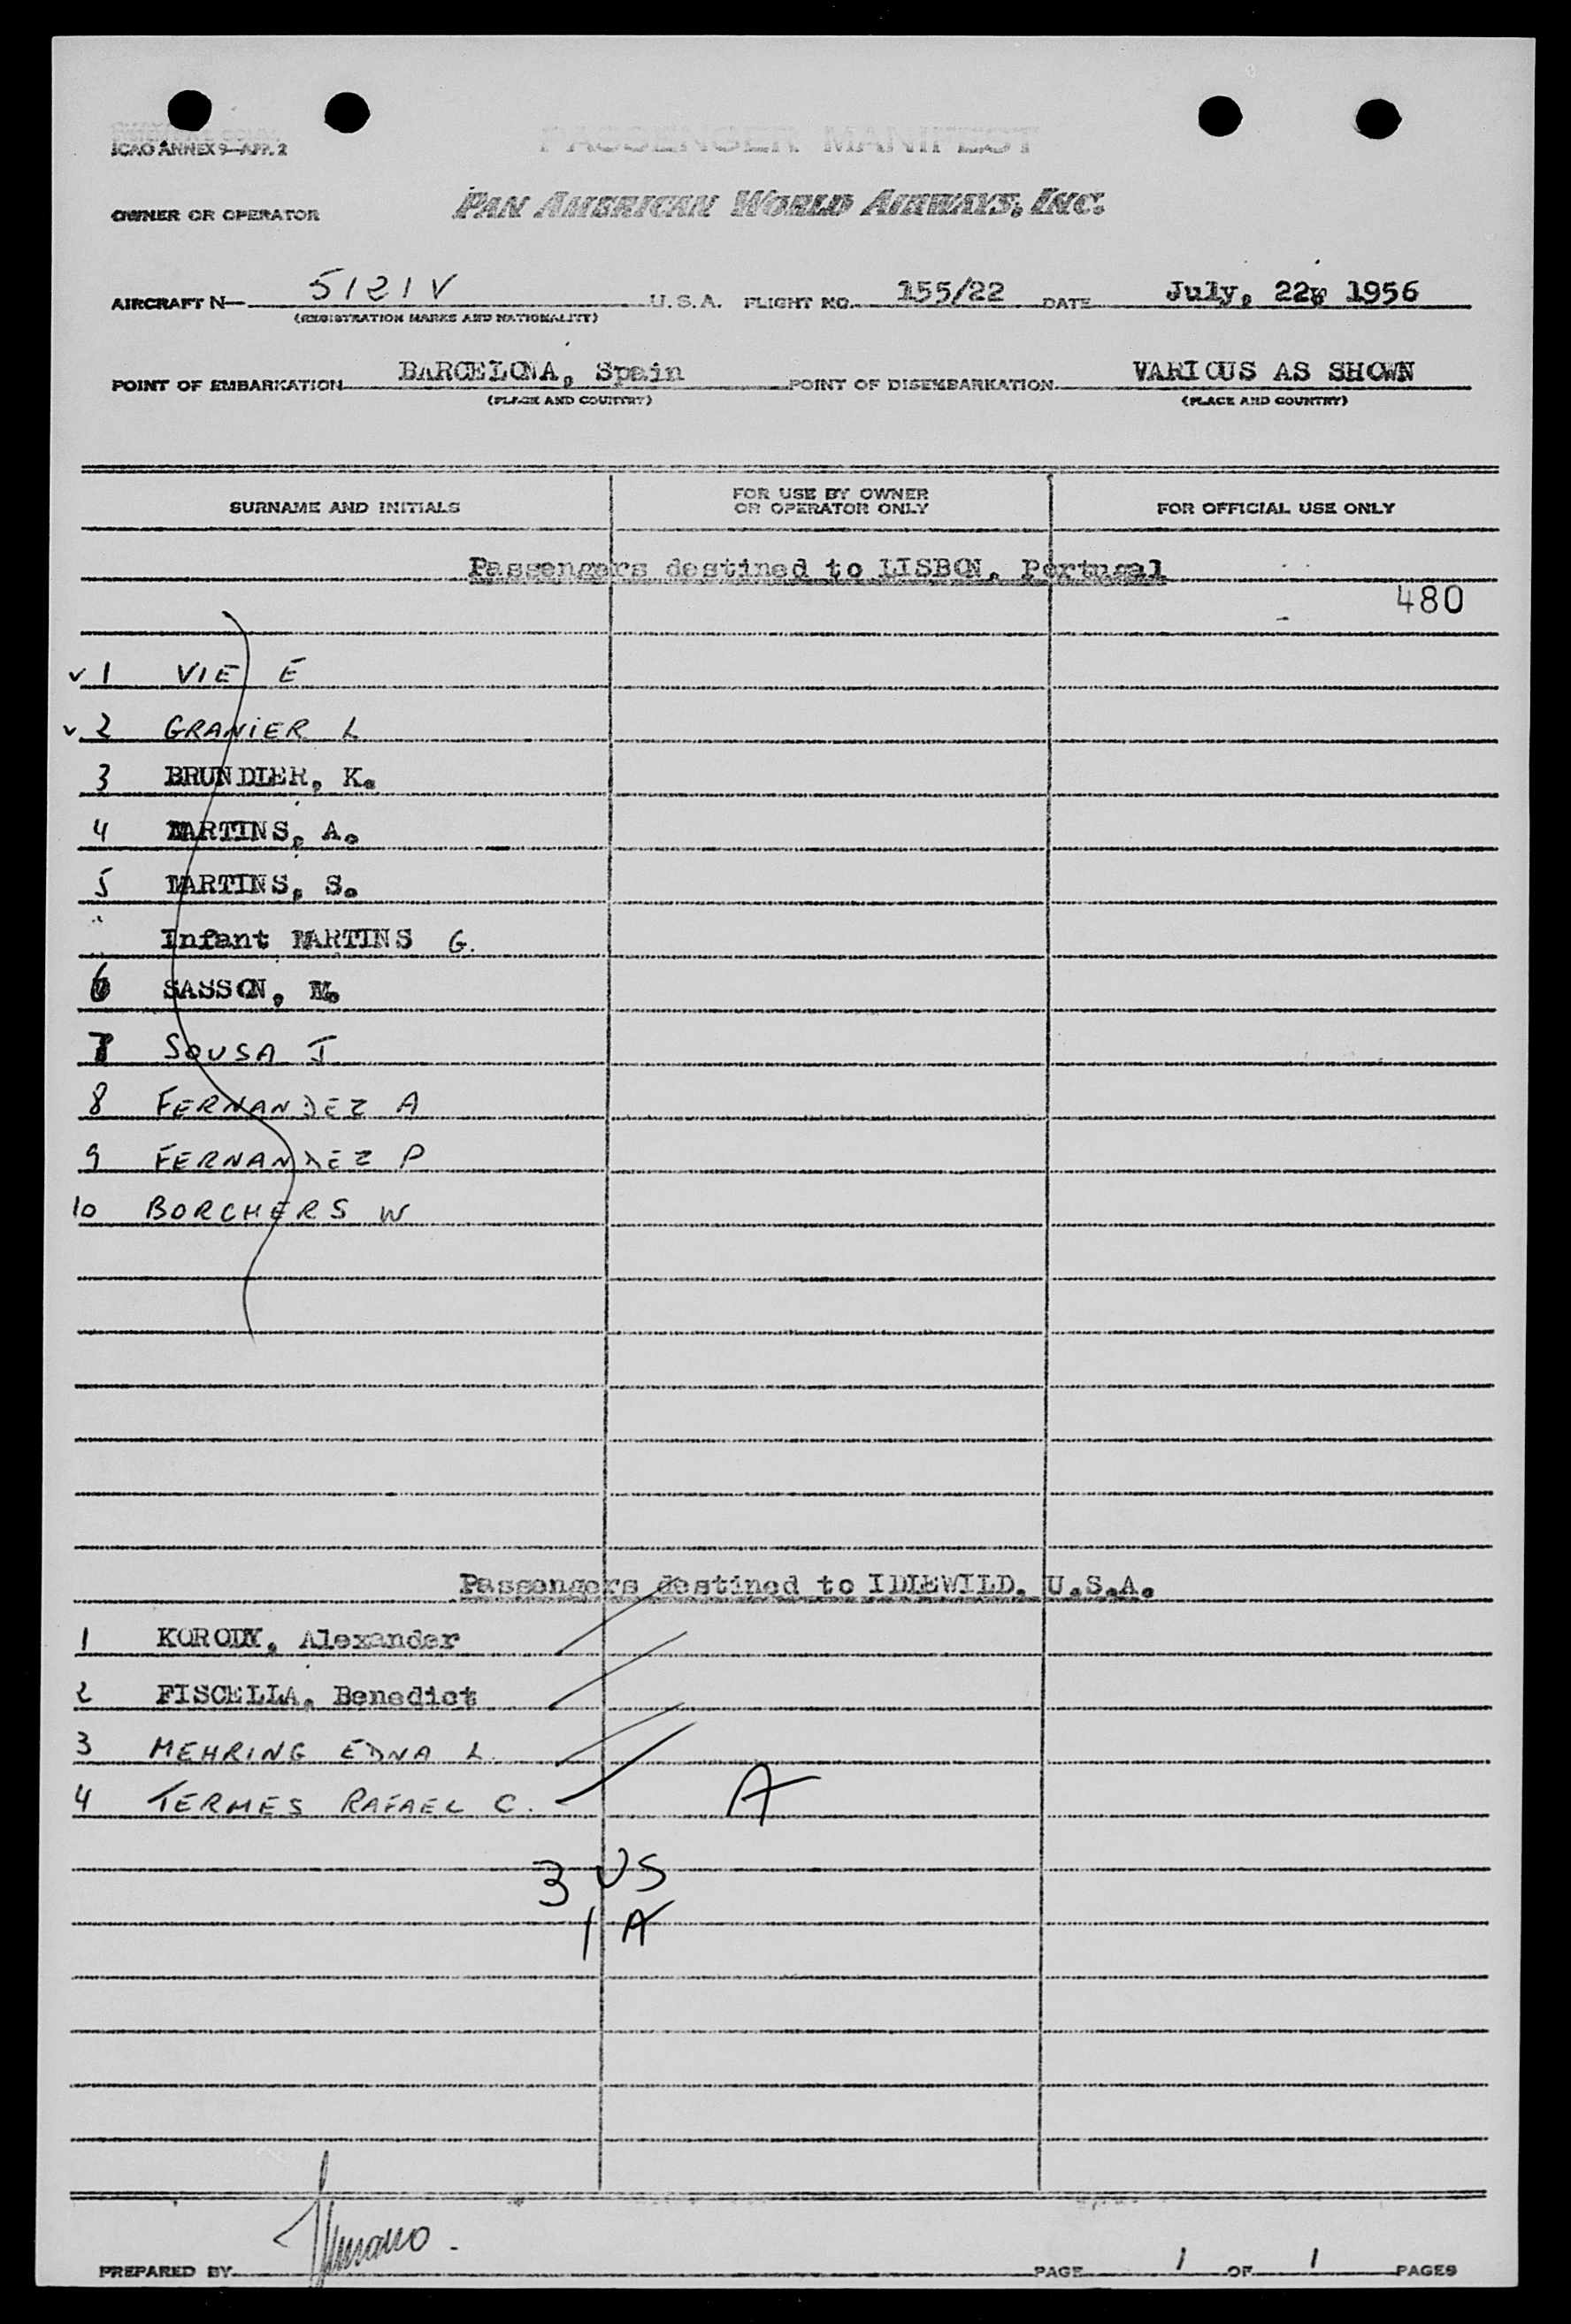 ICAO ANNEX 9—APP. 2
PASSENGER MANIFEST
OWNER OR OPERATOR PAN AMERICAN WORLD AIRWAYS, INC.
AIRCRAFT N— 5121V U.S.A. FLIGHT NO. 155/22 DATE July, 22, 1956
(REGISTRATION MARKS AND NATIONALITY)
POINT OF EMBARKATION BARCELONA, Spain POINT OF DISEMBARKATION VARIOUS AS SHOWN
(PLACE AND COUNTRY) (PLACE AND COUNTRY)
SURNAME AND INITIALS FOR USE BY OWNER OR OPERATOR ONLY FOR OFFICIAL USE ONLY
Passengers destined to LISBON, Portugal
480
v 1 VIE E
v 2 GRANIER L
3 BRUNDLER, K.
4 MARTINS, A.
5 MARTINS, S.
Infant MARTINS G.
6 SASSON, M.
7 SOUSA J
8 FERNANDEZ A
9 FERNANDEZ P
10 BORCHERS W
Passengers destined to IDLEWILD, U.S.A.
1 KORODY, Alexander
2 FISCELLA, Benedict
3 MEHRING EDNA L.
4 TERMES RAFAEL C. A
3 US
1 A
PREPARED BY PAGE 1 OF 1 PAGES